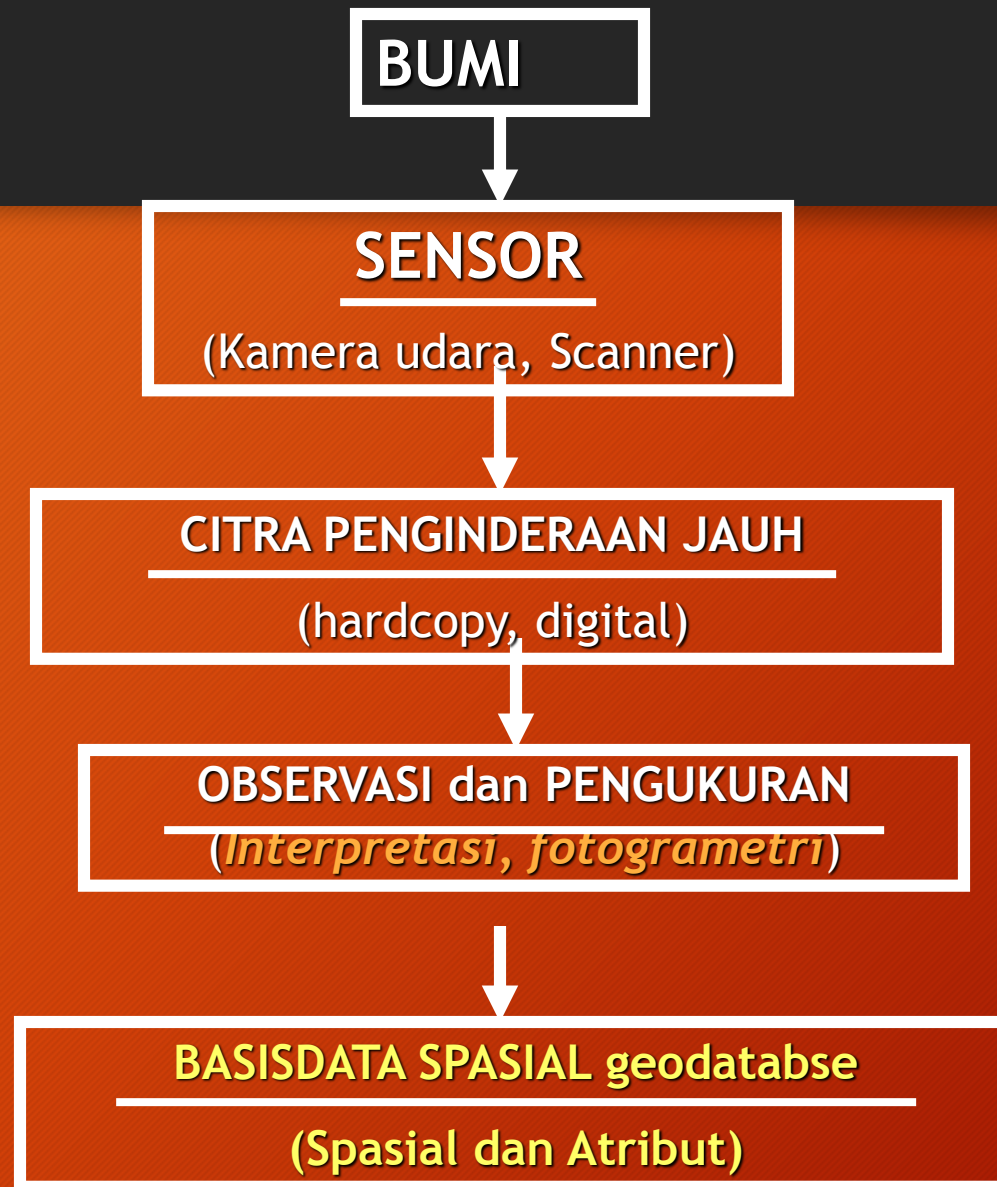 BUMI
SENSOR
(Kamera udara, Scanner)
CITRA PENGINDERAAN JAUH
(hardcopy, digital)
OBSERVASI dan PENGUKURAN
(Interpretasi, fotogrametri)
BASISDATA SPASIAL geodatabse
(Spasial dan Atribut)